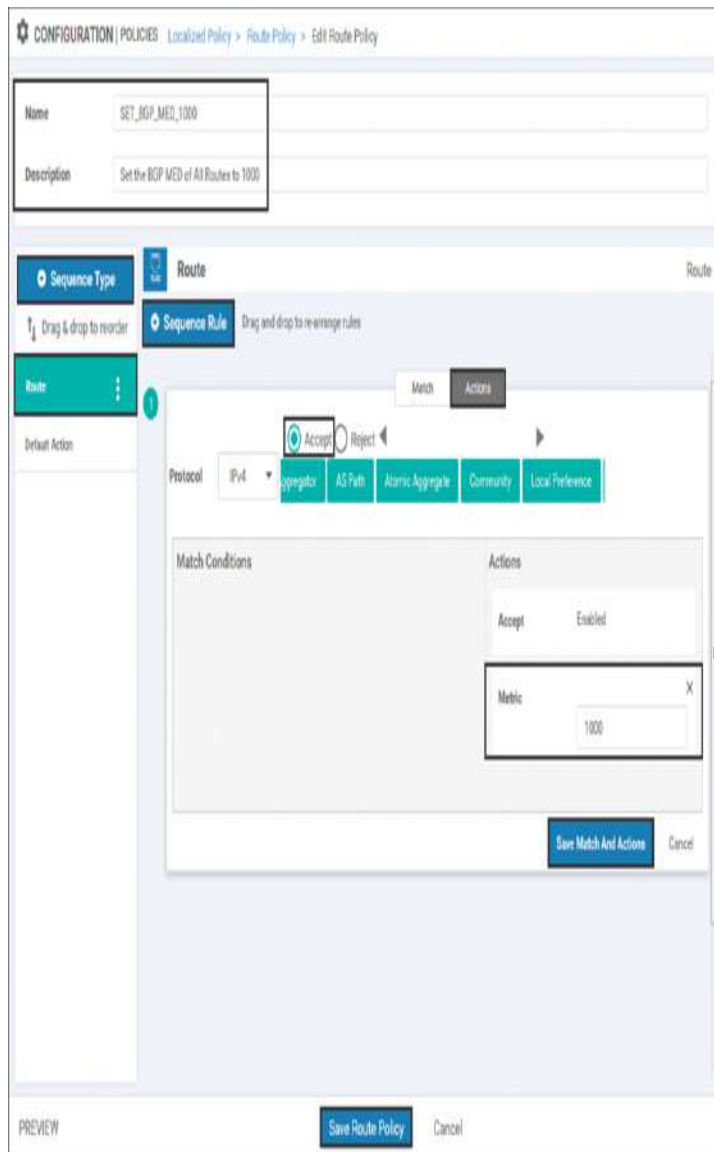 CONFIGURATION | POLICIES Localized Policy > Route Policy > Edit Route Policy
Name SET_BGP_MED_1000
Description Set the BGP MED of All Routes to 1000
Sequence Type
Drag & drop to reorder
Route
Default Action
Route Route
Sequence Rule Drag and drop to re-arrange rules
1
Match Actions
Accept Reject
Protocol IPv4 ggregator AS Path Atomic Aggregate Community Local Preference
Match Conditions
Actions
Accept Enabled
Metric X
1000
Save Match And Actions Cancel
PREVIEW Save Route Policy Cancel